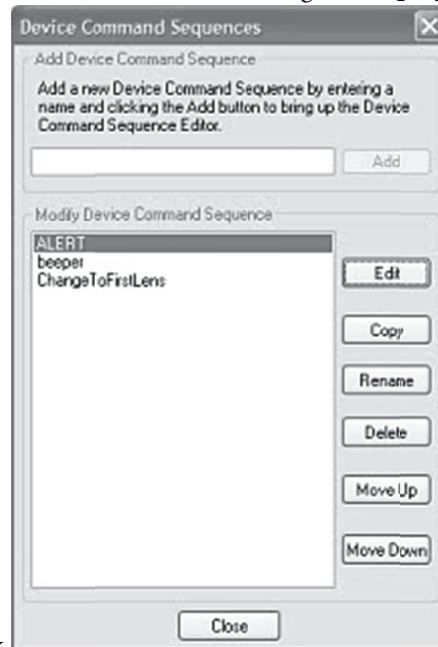 Device Command Sequences
Add Device Command Sequence
Add a new Device Command Sequence by entering a
name and clicking the Add button to bring up the Device
Command Sequence Editor.
Add
Modify Device Command Sequence
ALERT
beeper
ChangeToFirstLens
Edit
Copy
Rename
Delete
Move Up
Move Down
Close